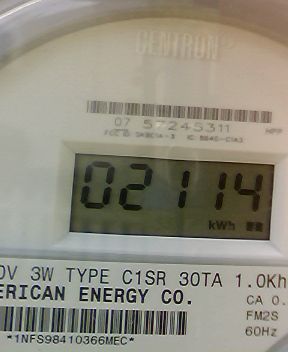 CENTRON
07 57245311
HPP
02114
kWh
0V 3W TYPE C1SR 30TA 1.0Kh
ERICAN ENERGY CO.
CA 0.
FM2S
60Hz
*1NFS98410366MEC*